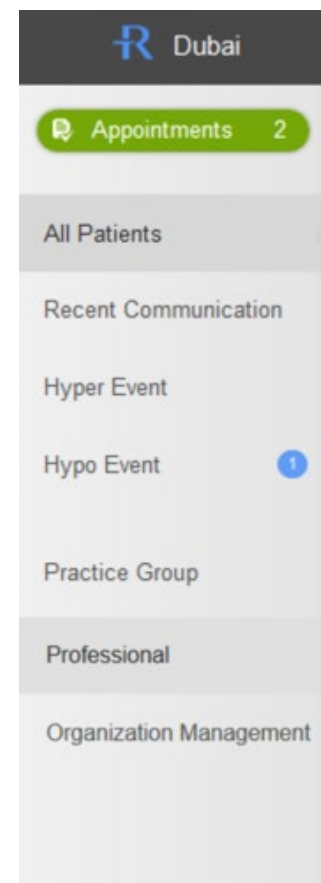 Dubai
Appointments 2
All Patients
Recent Communication
Hyper Event
Hypo Event 1
Practice Group
Professional
Organization Management